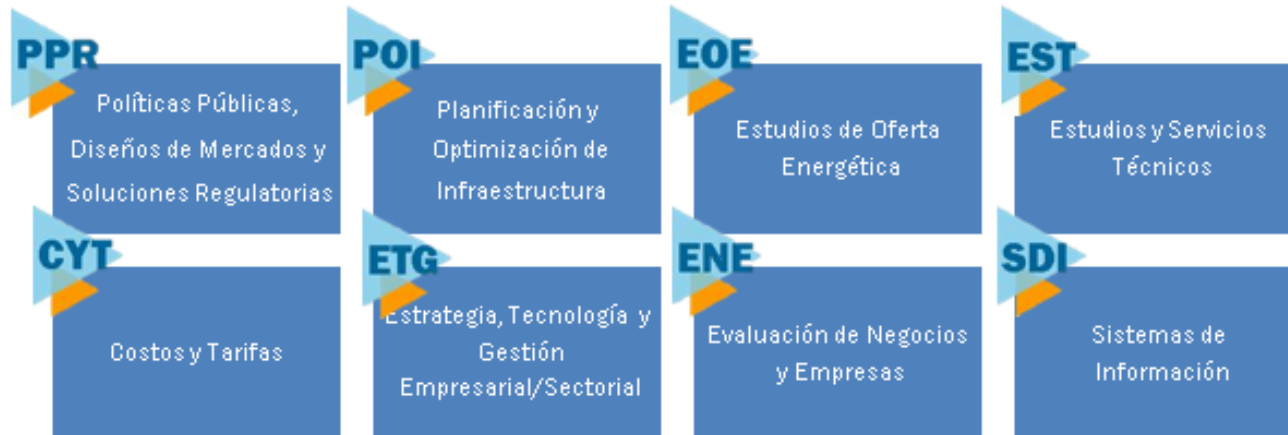 PPR
Políticas Públicas,
Diseños de Mercados y
Soluciones Regulatorias
POI
Planificación y
Optimización de
Infraestructura
EOE
Estudios de Oferta
Energética
EST
Estudios y Servicios
Técnicos
CYT
Costos y Tarifas
ETG
Estrategia, Tecnología y
Gestión
Empresarial/Sectorial
ENE
Evaluación de Negocios
y Empresas
SDI
Sistemas de
Información